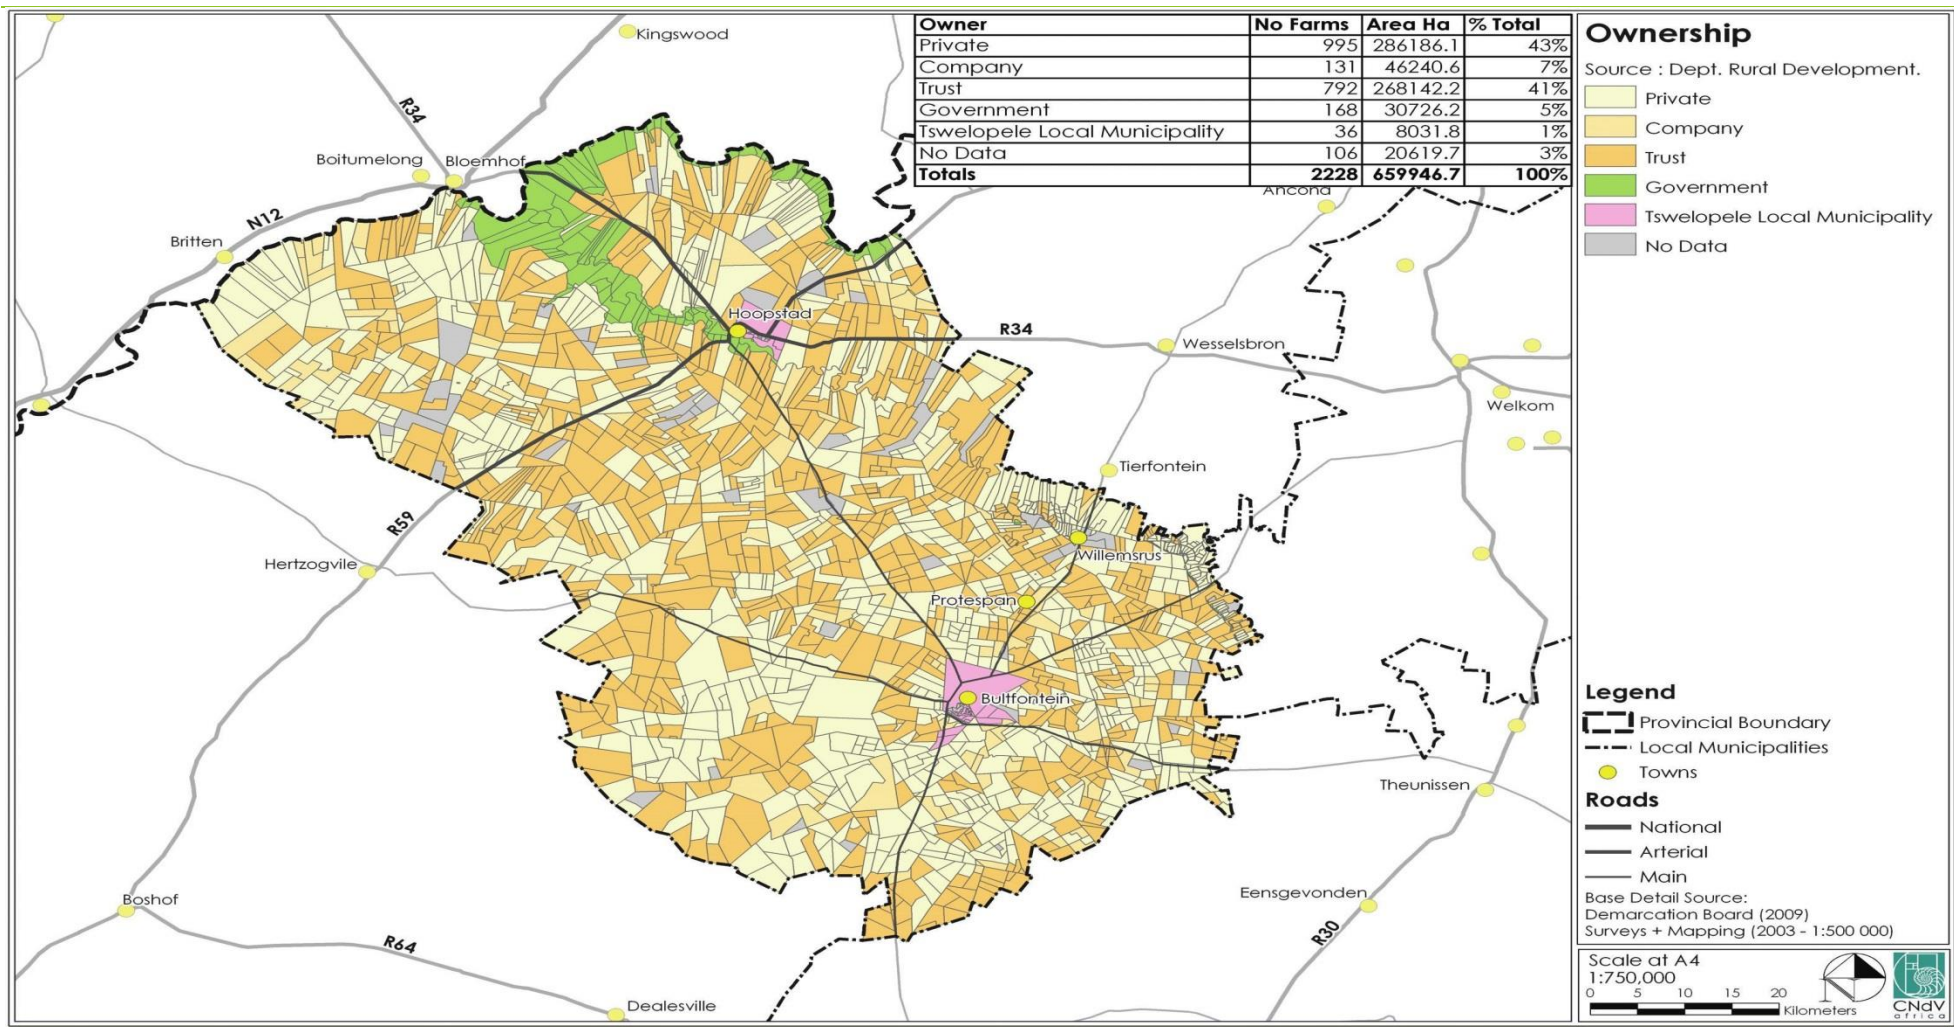 Owner No Farms Area Ha % Total
Private 995 286186.1 43%
Company 131 46240.6 7%
Trust 792 268142.2 41%
Government 168 30726.2 5%
Tswelopele Local Municipality 36 8031.8 1%
No Data 106 20619.7 3%
Totals 2228 659946.7 100%
Kingswood
R34
Boitumelong
Bloemhof
Ancona
N12
Britten
Hoopstad
R34
Wesselsbron
Welkom
Tierfontein
R59
Willemsrus
Hertzogvile
Protespan
Bultfontein
Theunissen
Eensgevonden
Boshof
R64
R30
Dealesville
Ownership
Source : Dept. Rural Development.
Private
Company
Trust
Government
Tswelopele Local Municipality
No Data
Legend
Provincial Boundary
Local Municipalities
Towns
Roads
National
Arterial
Main
Base Detail Source:
Demarcation Board (2009)
Surveys + Mapping (2003 - 1:500 000)
Scale at A4
1:750,000
0 5 10 15 20
Kilometers
N
CNdV
africa